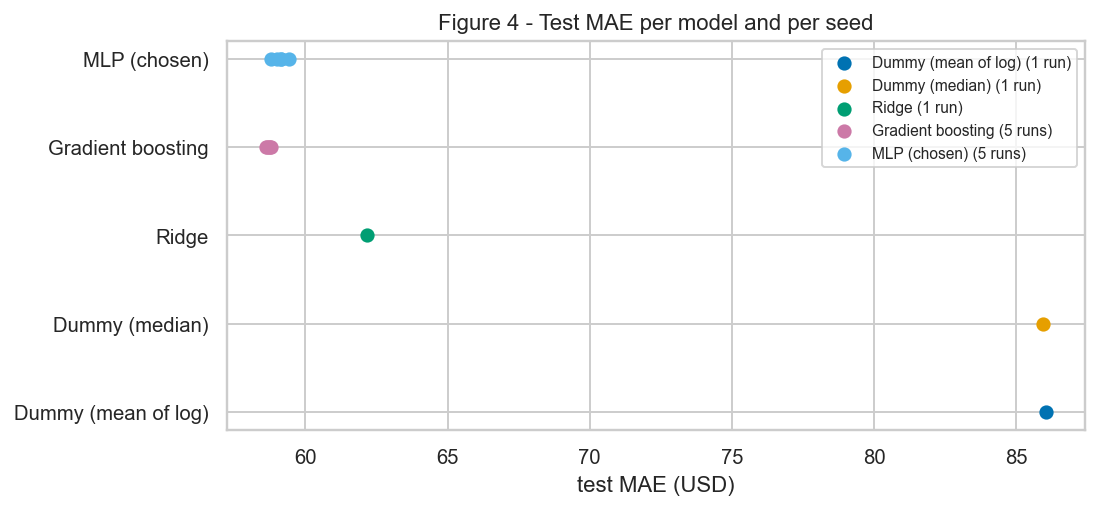 Figure 4 - Test MAE per model and per seed
MLP (chosen)
Gradient boosting
Ridge
Dummy (median)
Dummy (mean of log)
Dummy (mean of log) (1 run)
Dummy (median) (1 run)
Ridge (1 run)
Gradient boosting (5 runs)
MLP (chosen) (5 runs)
60 65 70 75 80 85
test MAE (USD)